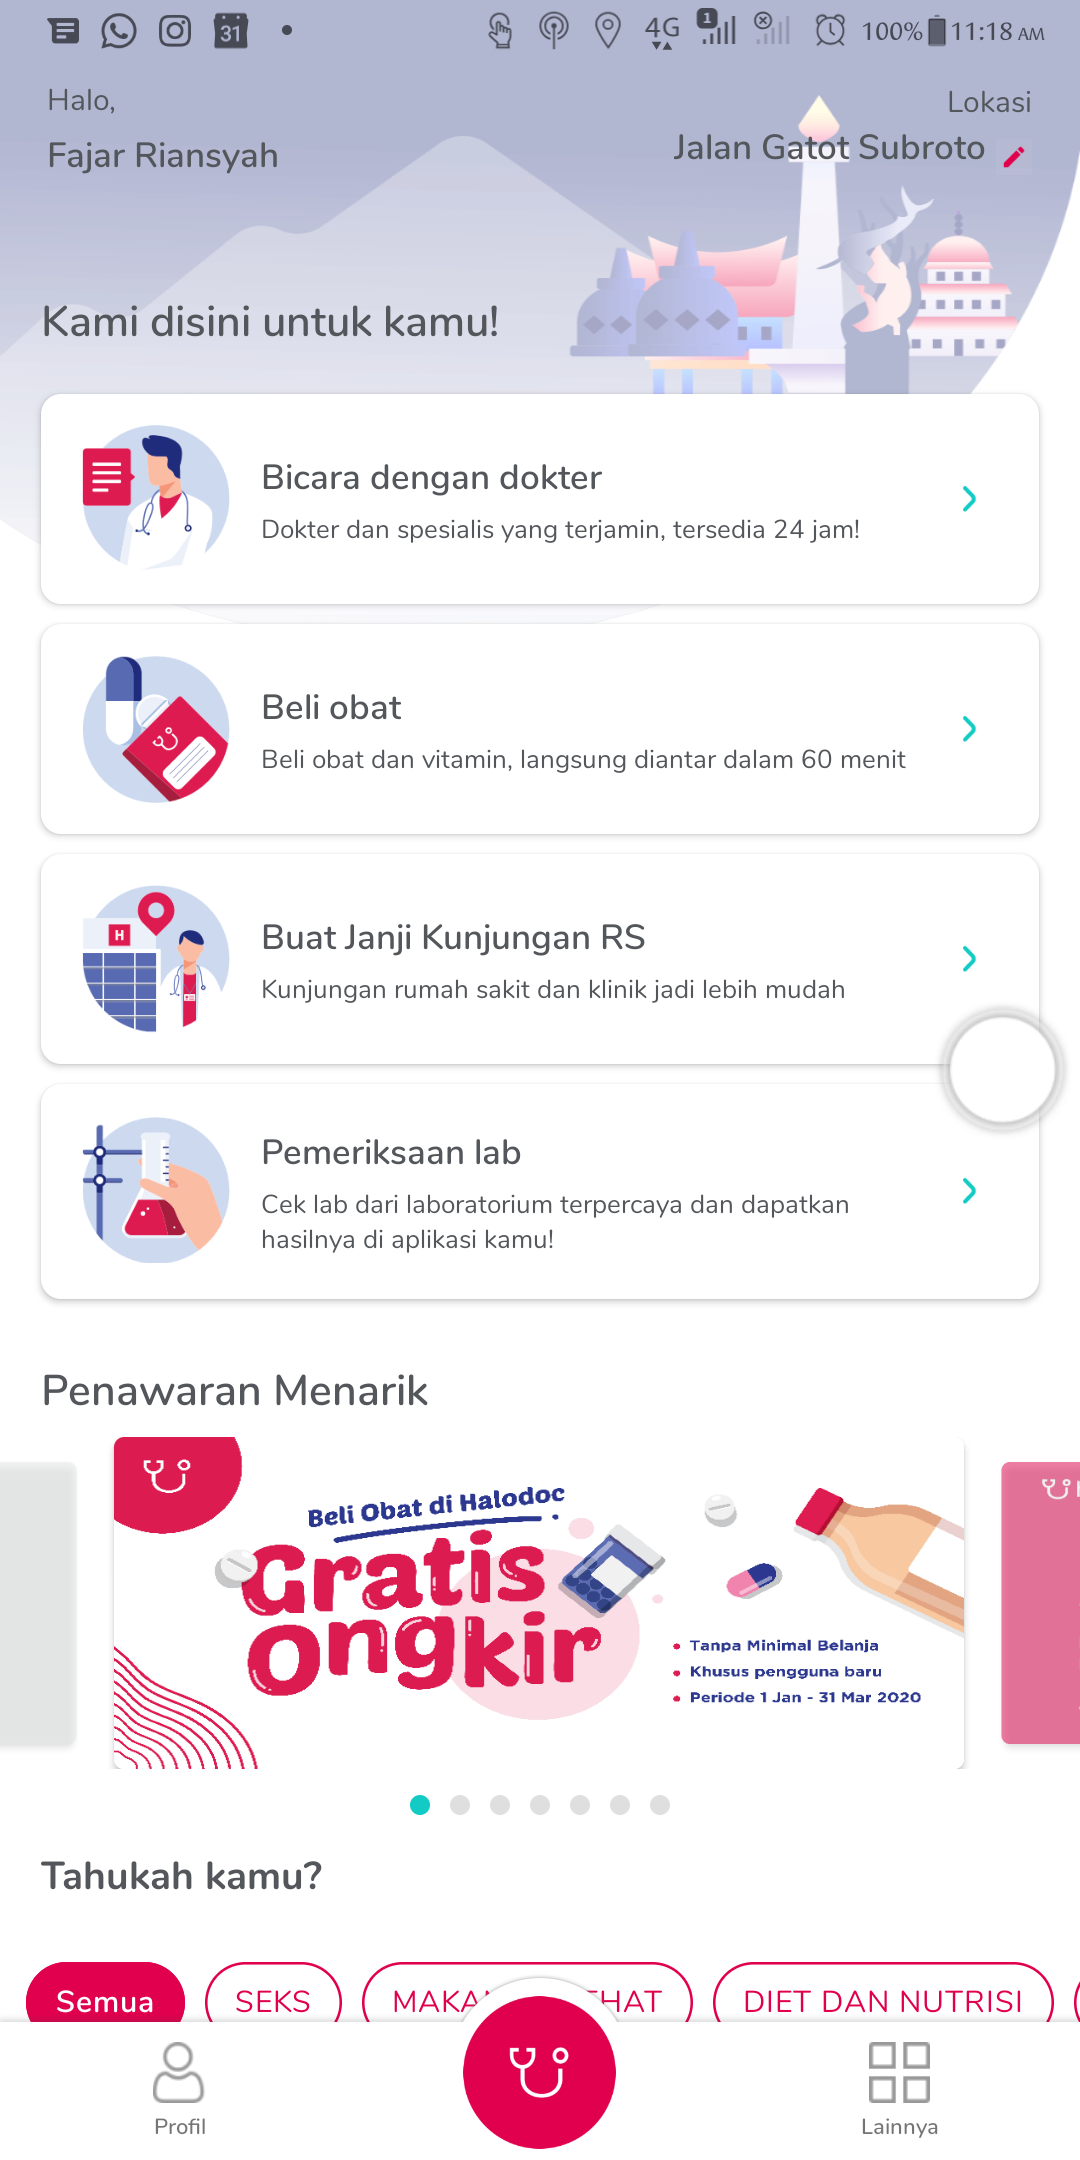 31
4G
1
100%
11:18 AM
Halo,
Lokasi
Fajar Riansyah
Jalan Gatot Subroto
Kami disini untuk kamu!
Bicara dengan dokter
Dokter dan spesialis yang terjamin, tersedia 24 jam!
Beli obat
Beli obat dan vitamin, langsung diantar dalam 60 menit
H
Buat Janji Kunjungan RS
Kunjungan rumah sakit dan klinik jadi lebih mudah
Pemeriksaan lab
Cek lab dari laboratorium terpercaya dan dapatkan
hasilnya di aplikasi kamu!
Penawaran Menarik
Beli Obat di Halodoc
Gratis
ongkir
• Tanpa Minimal Belanja
• Khusus pengguna baru
• Periode 1 Jan - 31 Mar 2020
Tahukah kamu?
Semua
SEKS
DIET DAN NUTRISI
Profil
Lainnya